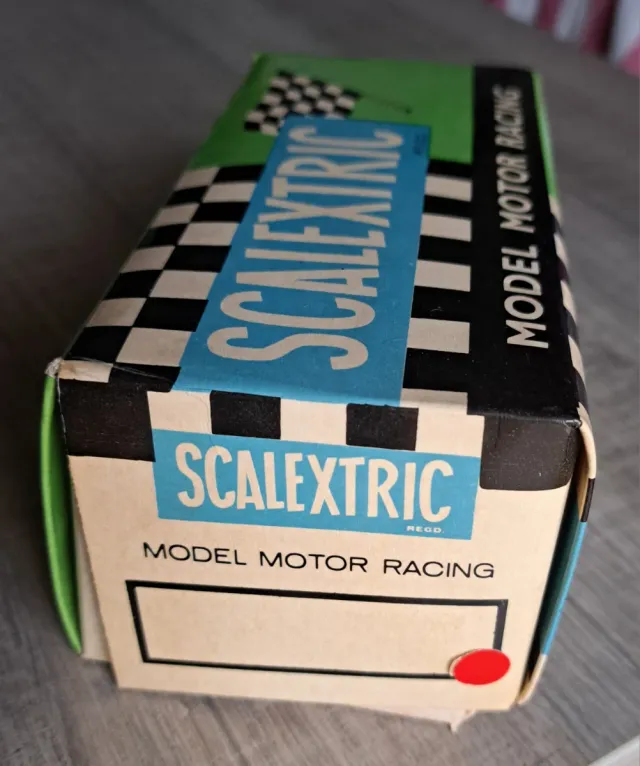 SCALEXTRIC
MODEL MOTOR RACING
SCALEXTRIC
REGD.
MODEL MOTOR RACING